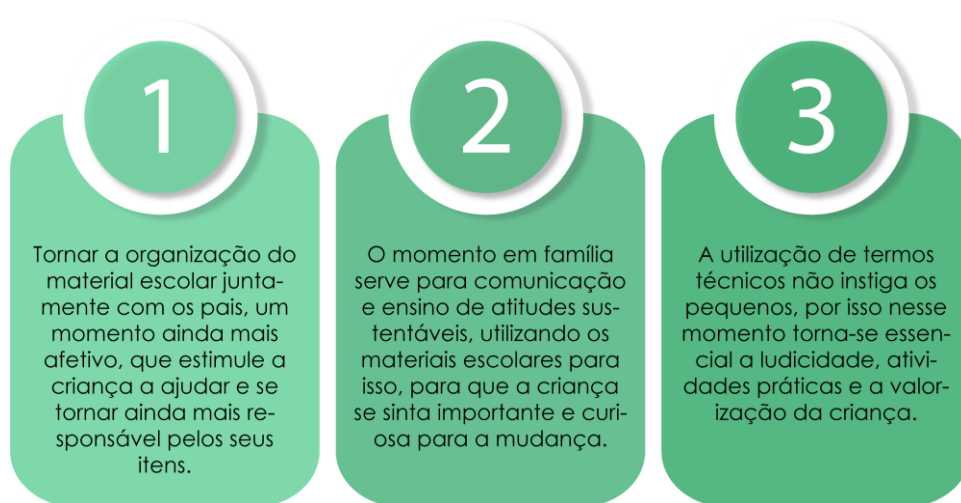 1
Tornar a organização do
material escolar junta-
mente com os pais, um
momento ainda mais
afetivo, que estimule a
criança a ajudar e se
tornar ainda mais re-
sponsável pelos seus
itens.
2
O momento em família
serve para comunicação
e ensino de atitudes sus-
tentáveis, utilizando os
materiais escolares para
isso, para que a criança
se sinta importante e curi-
osa para a mudança.
3
A utilização de termos
técnicos não instiga os
pequenos, por isso nesse
momento torna-se essen-
cial a ludicidade, ativi-
dades práticas e a valor-
ização da criança.